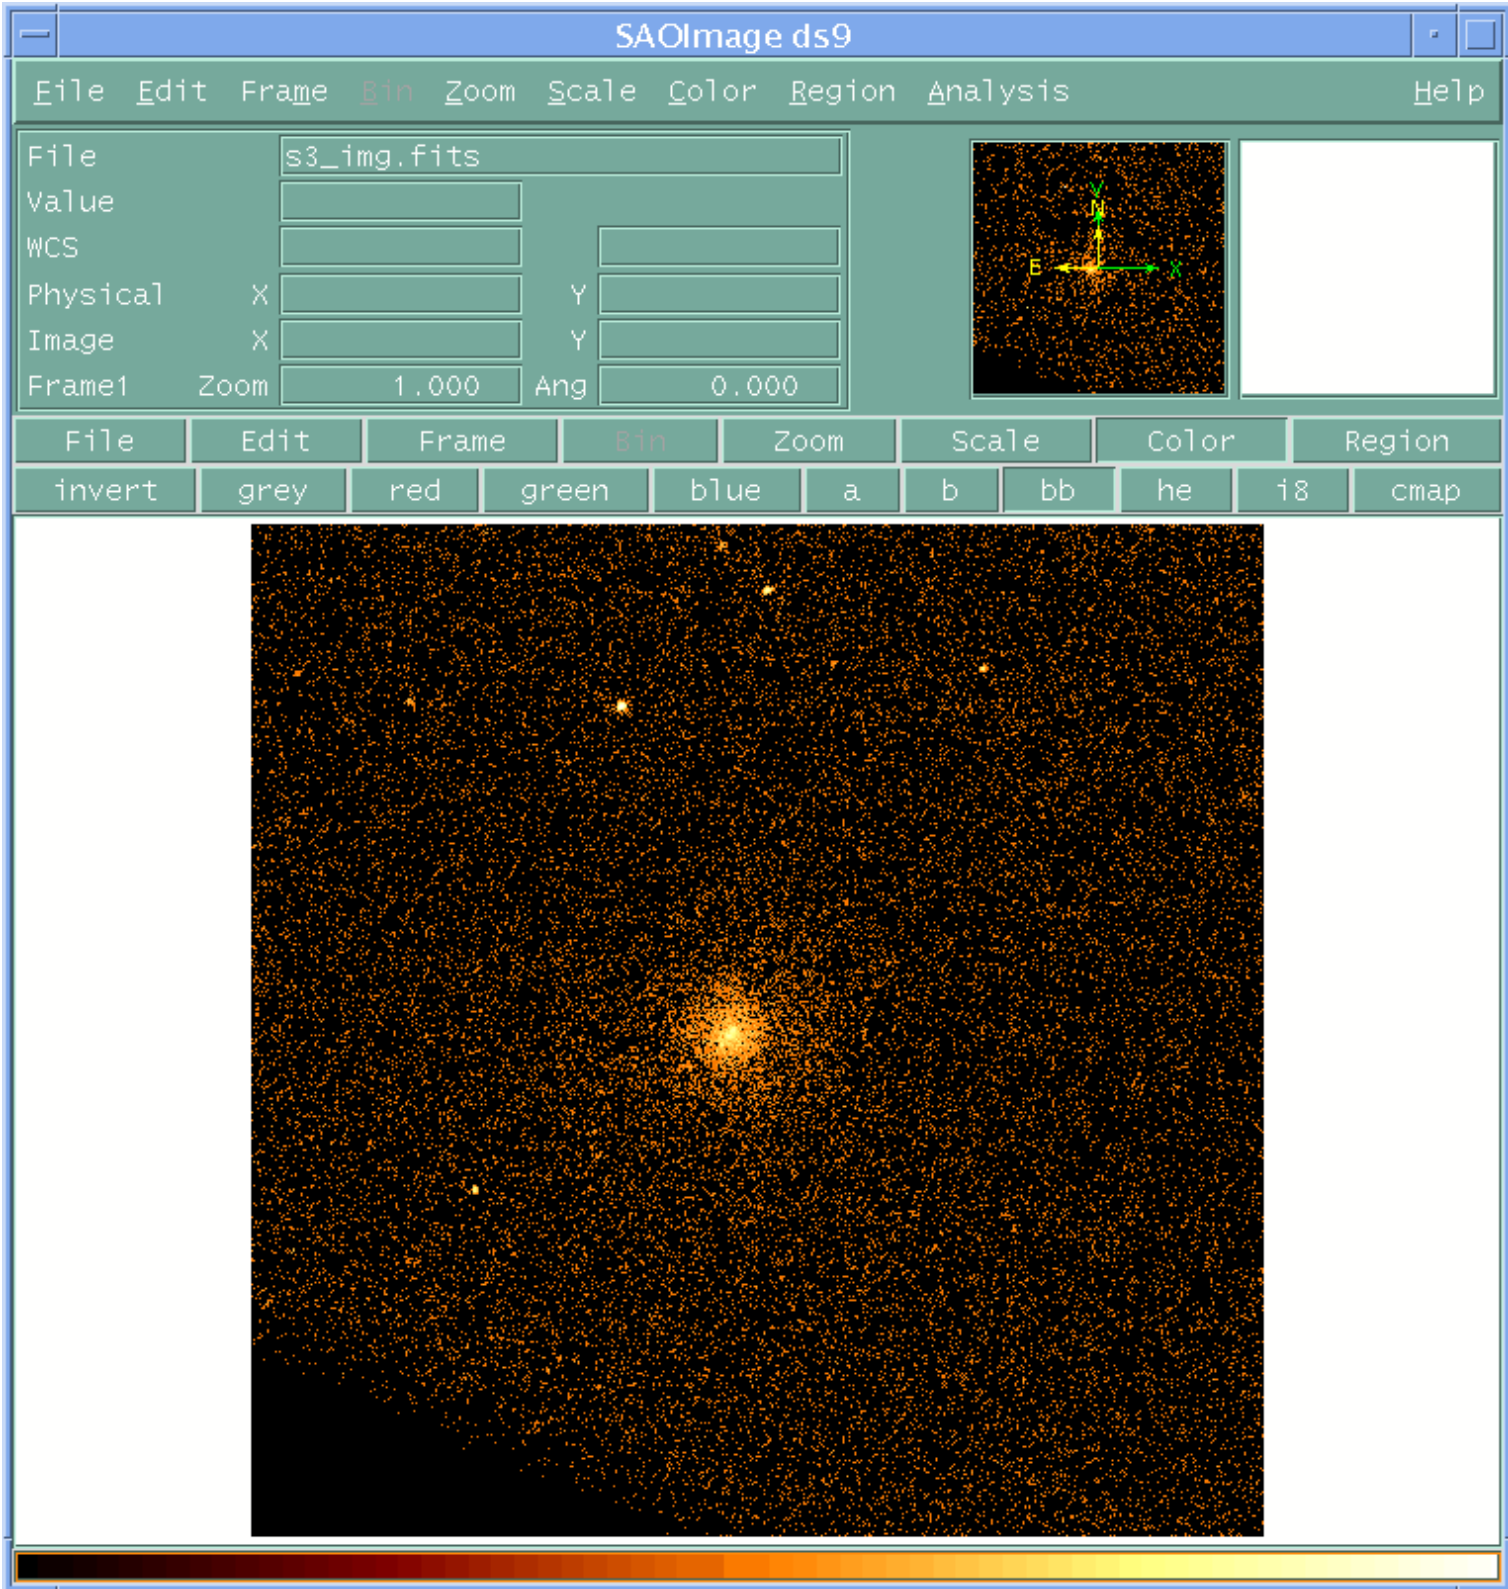 SAOImage ds9
File Edit Frame Bin Zoom Scale Color Region Analysis Help
File s3_img.fits
Value
WCS
Physical X Y
Image X Y
Frame1 Zoom 1.000 Ang 0.000
Y
N
E X
File Edit Frame Bin Zoom Scale Color Region
invert grey red green blue a b bb he i8 cmap